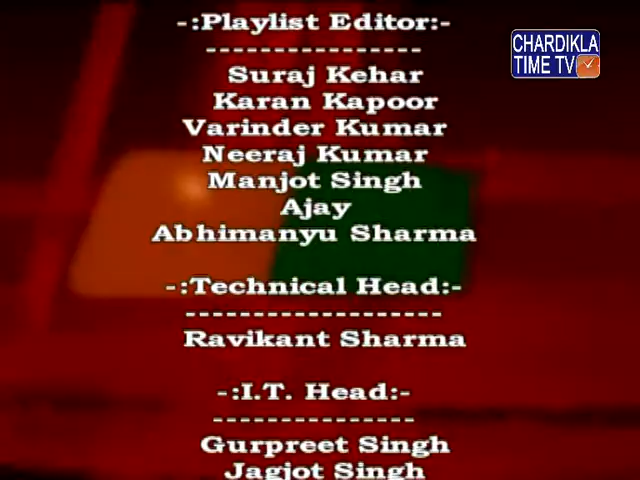 -:Playlist Editor:-
----------------
Suraj Kehar
Karan Kapoor
Varinder Kumar
Neeraj Kumar
Manjot Singh
Ajay
Abhimanyu Sharma
-:Technical Head:-
-------------------
Ravikant Sharma
-:I.T. Head:-
---------------
Gurpreet Singh
Jagjot Singh
CHARDIKLA
TIME TV